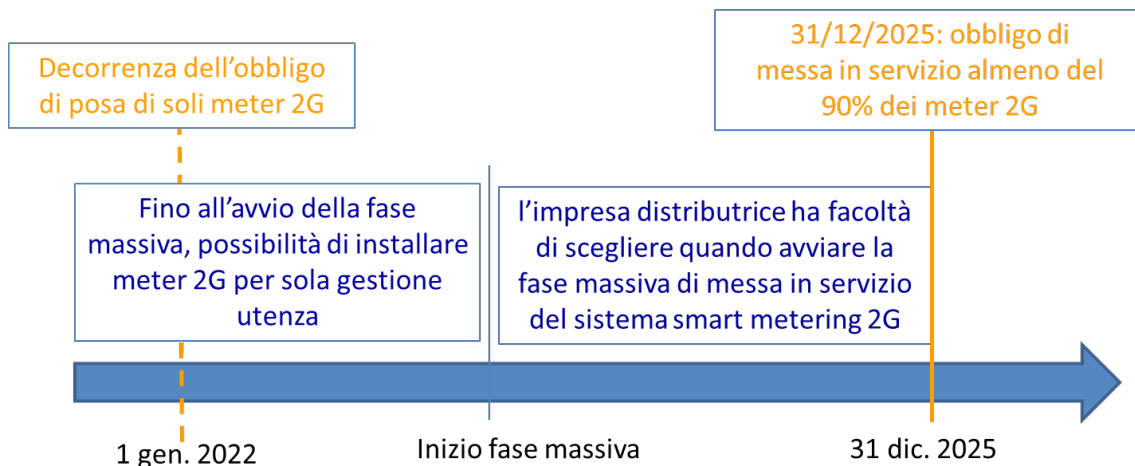 Decorrenza dell'obbligo
di posa di soli meter 2G
31/12/2025: obbligo di
messa in servizio almeno del
90% dei meter 2G
Fino all'avvio della fase
massiva, possibilità di installare
meter 2G per sola gestione
utenza
l'impresa distributrice ha facoltà
di scegliere quando avviare la
fase massiva di messa in servizio
del sistema smart metering 2G
1 gen. 2022
Inizio fase massiva
31 dic. 2025